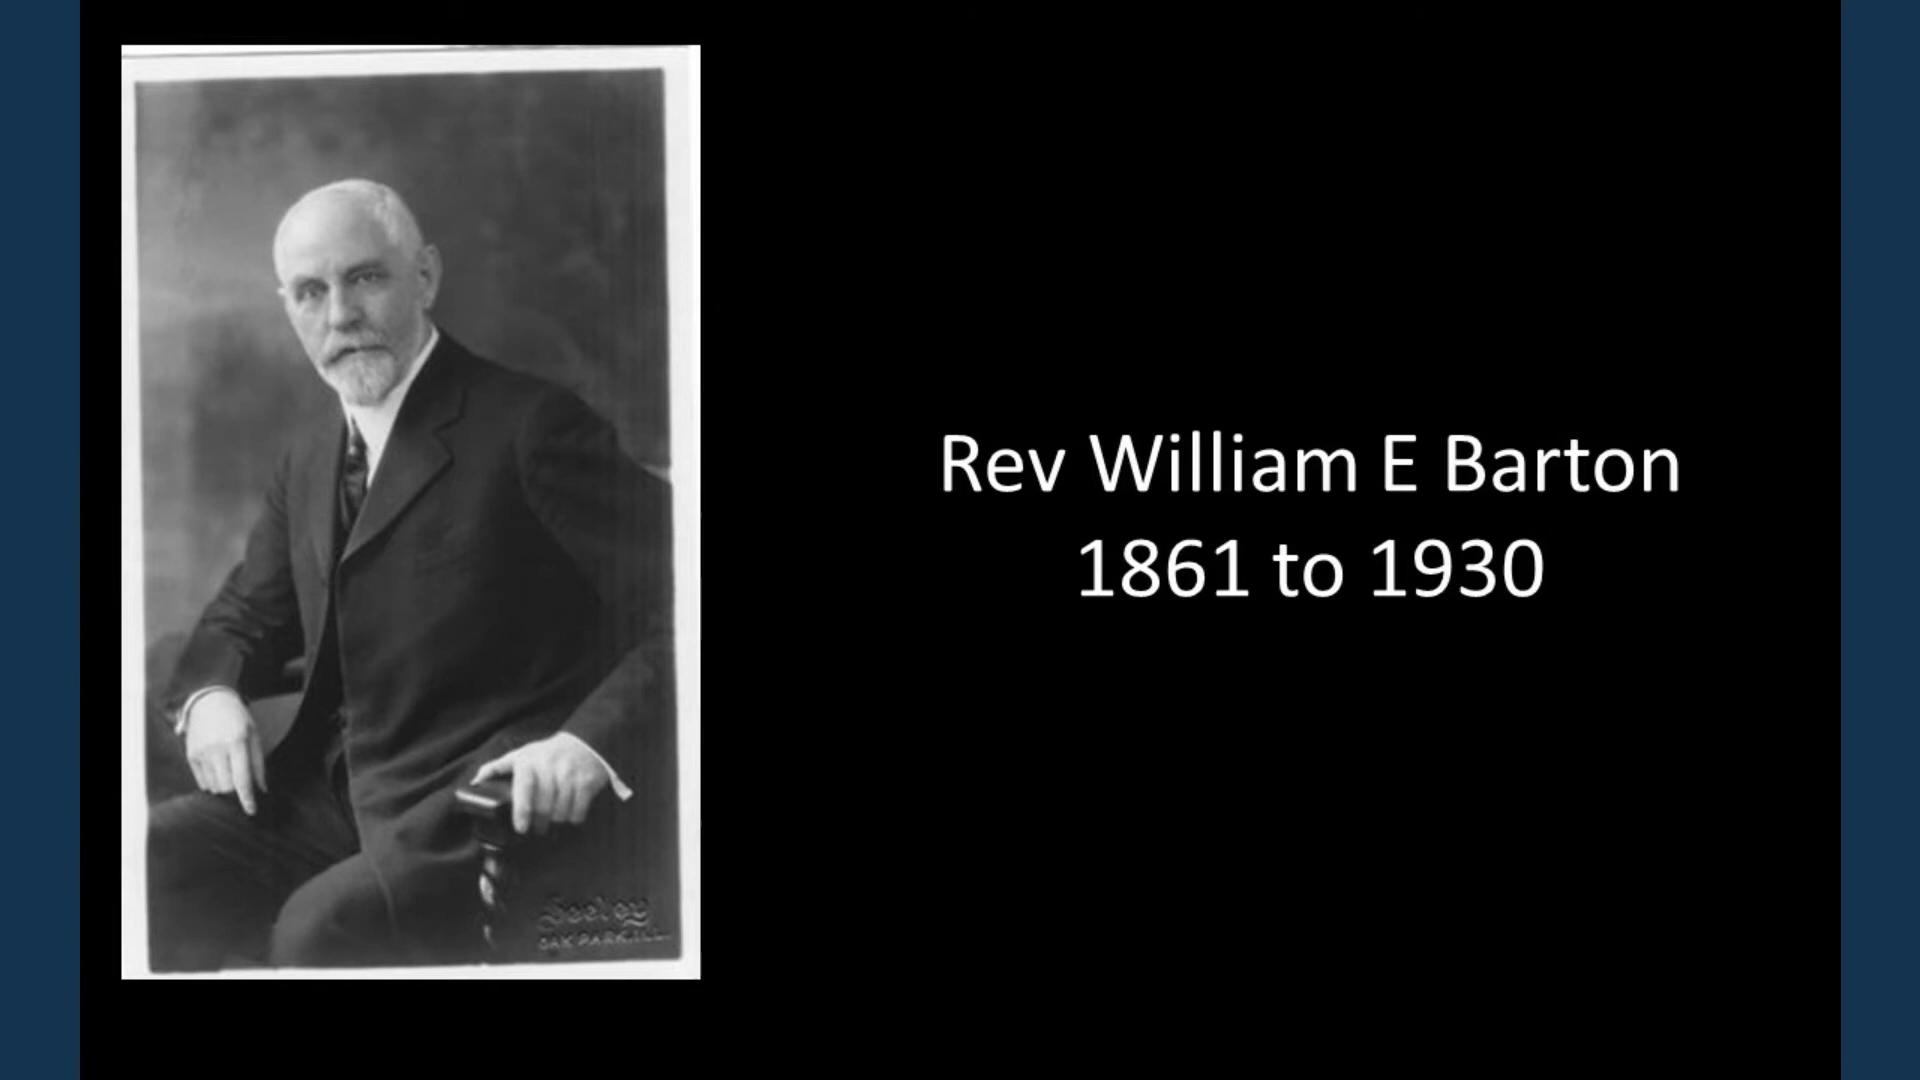 Rev William E Barton
1861 to 1930
Seeley
OAK PARK, ILL.